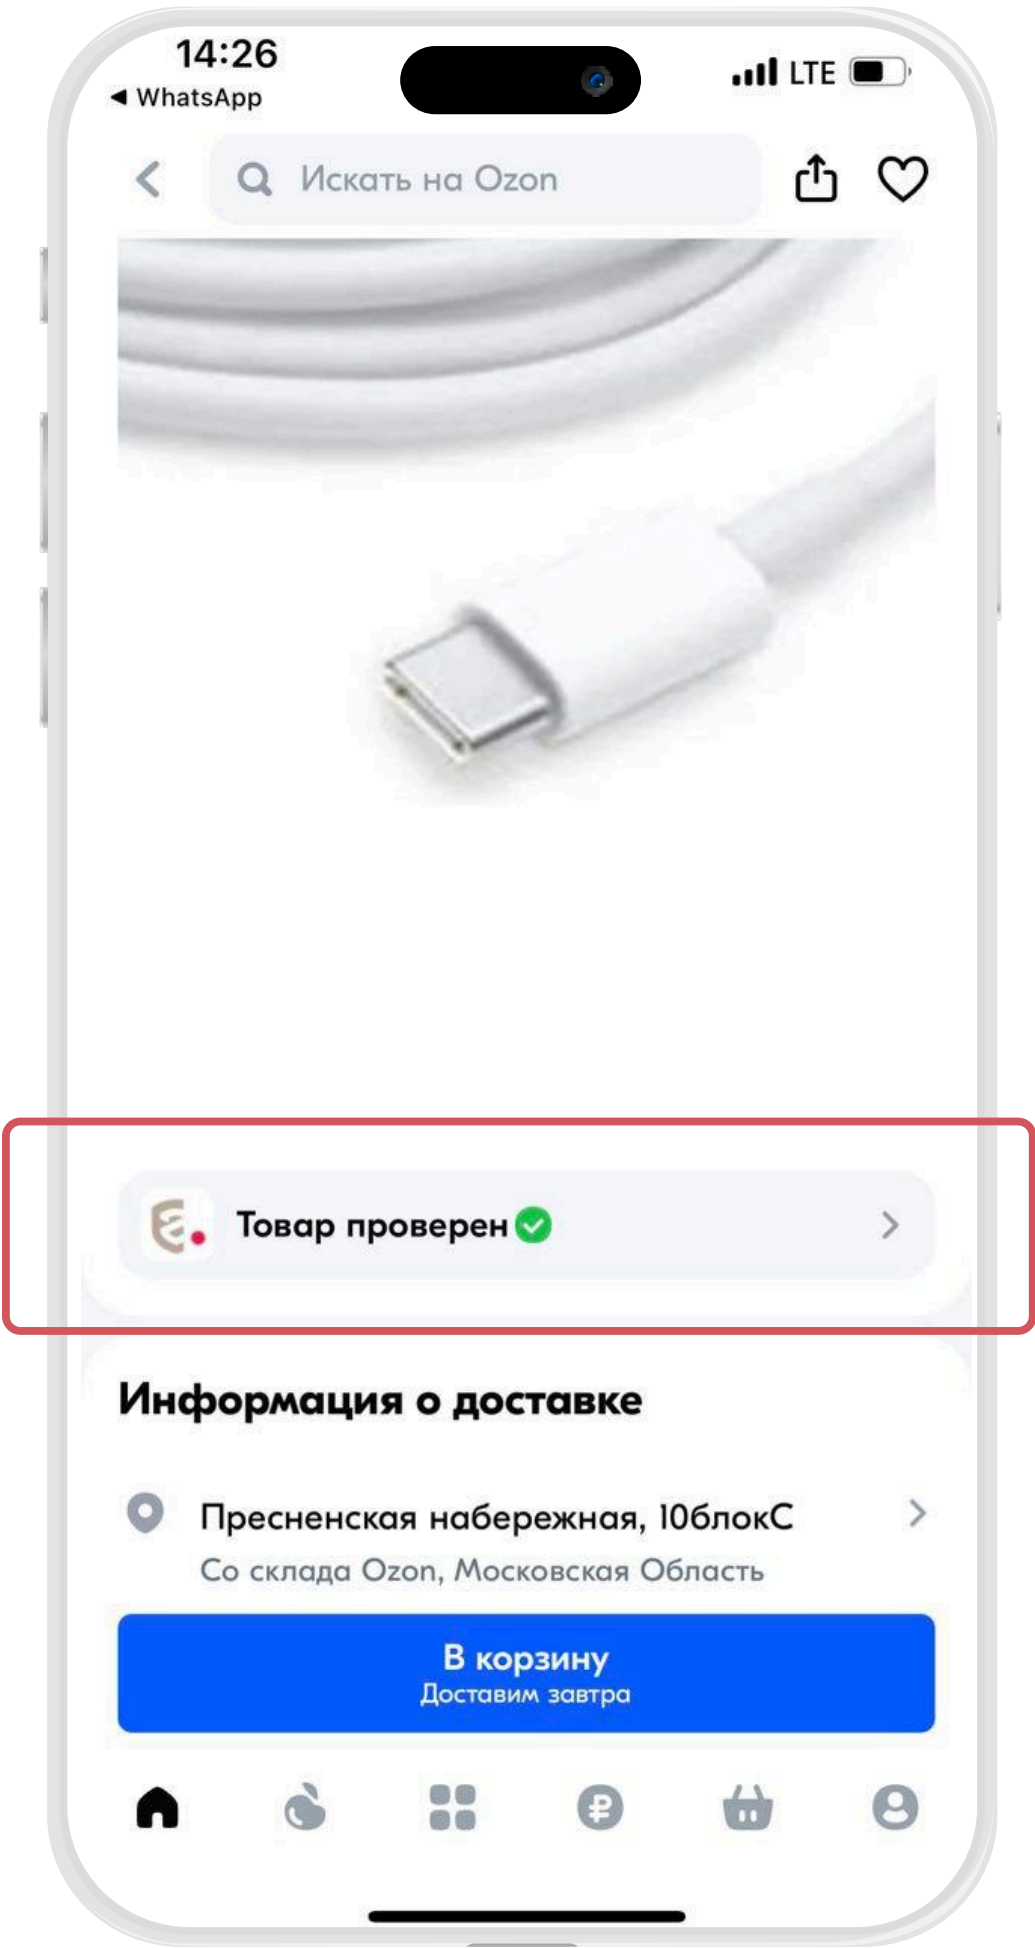 14:26
LTE
WhatsApp
Искать на Ozon
Товар проверен
Информация о доставке
Пресненская набережная, 10блокС
Со склада Ozon, Московская Область
В корзину
Доставим завтра